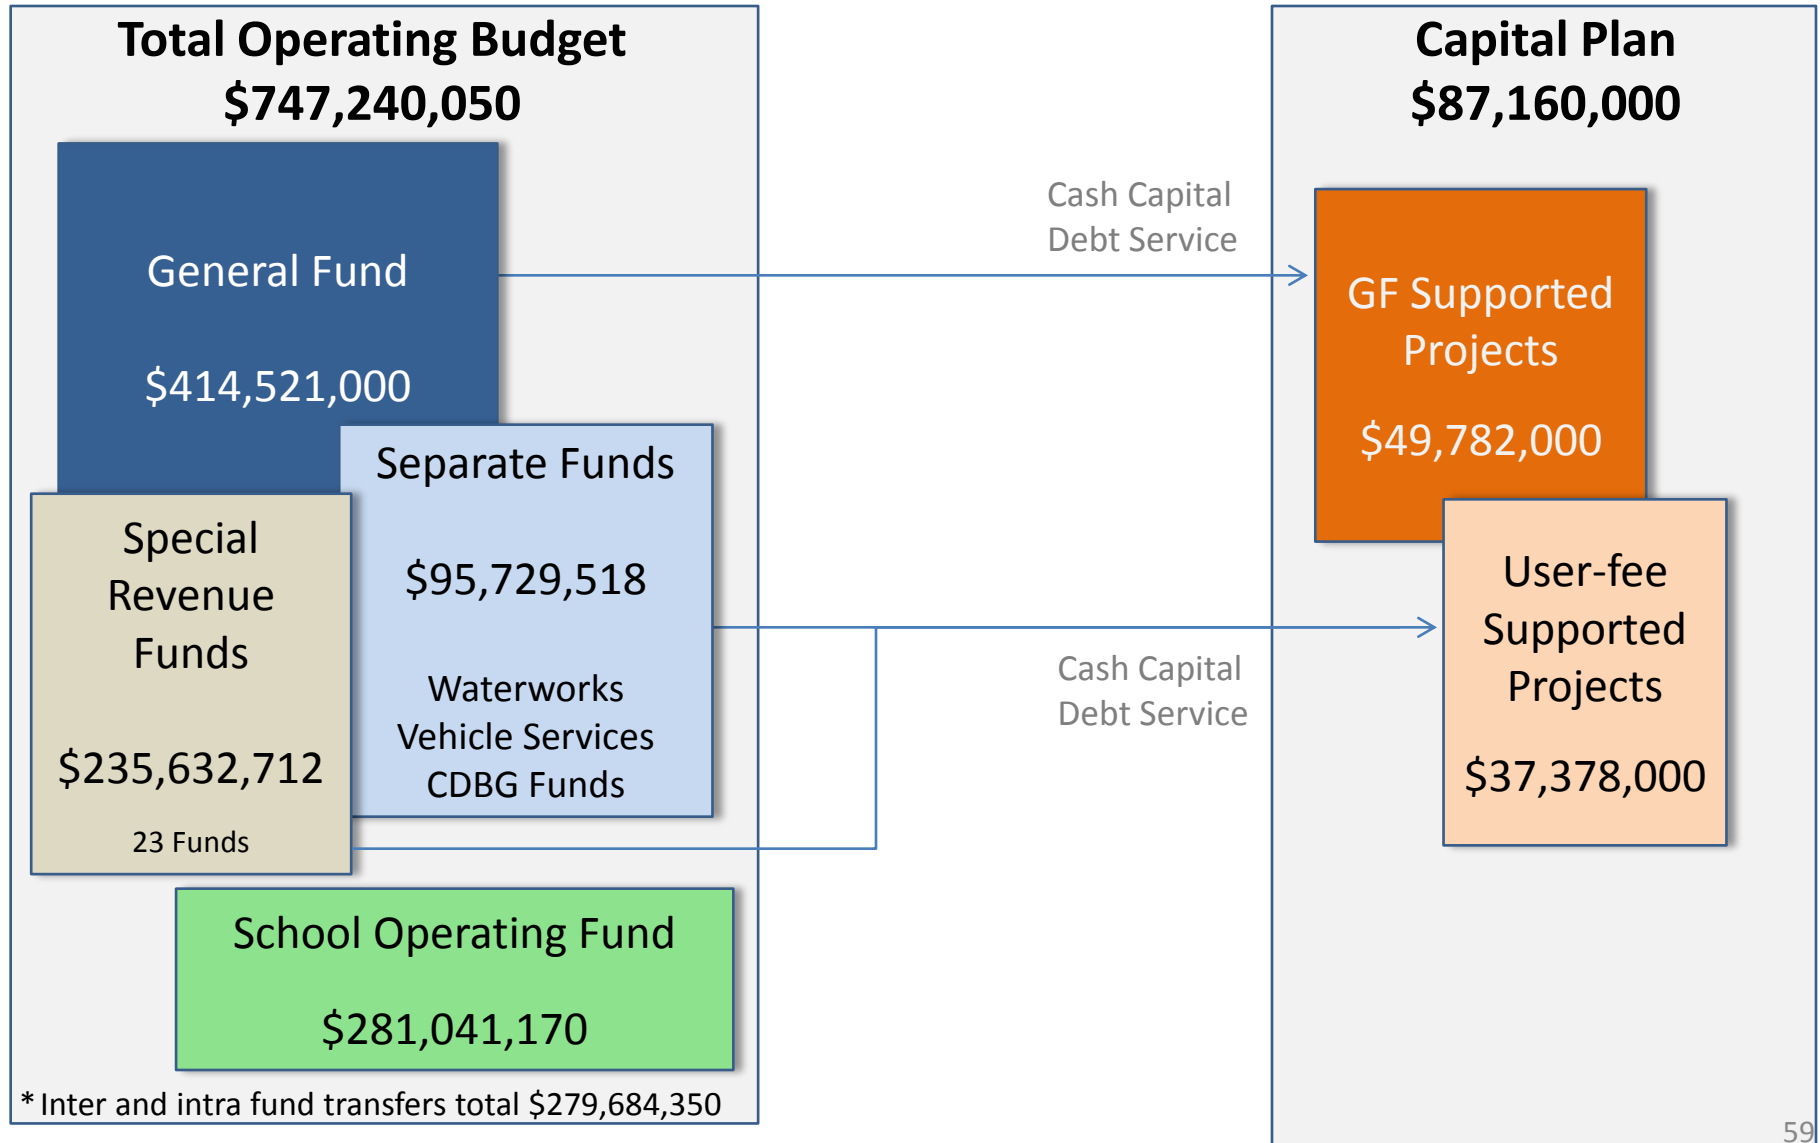 Total Operating Budget
$747,240,050
General Fund
$414,521,000
Separate Funds
$95,729,518
Waterworks
Vehicle Services
CDBG Funds
Special
Revenue
Funds
$235,632,712
23 Funds
School Operating Fund
$281,041,170
* Inter and intra fund transfers total $279,684,350
Cash Capital
Debt Service
Cash Capital
Debt Service
Capital Plan
$87,160,000
GF Supported
Projects
$49,782,000
User-fee
Supported
Projects
$37,378,000
59